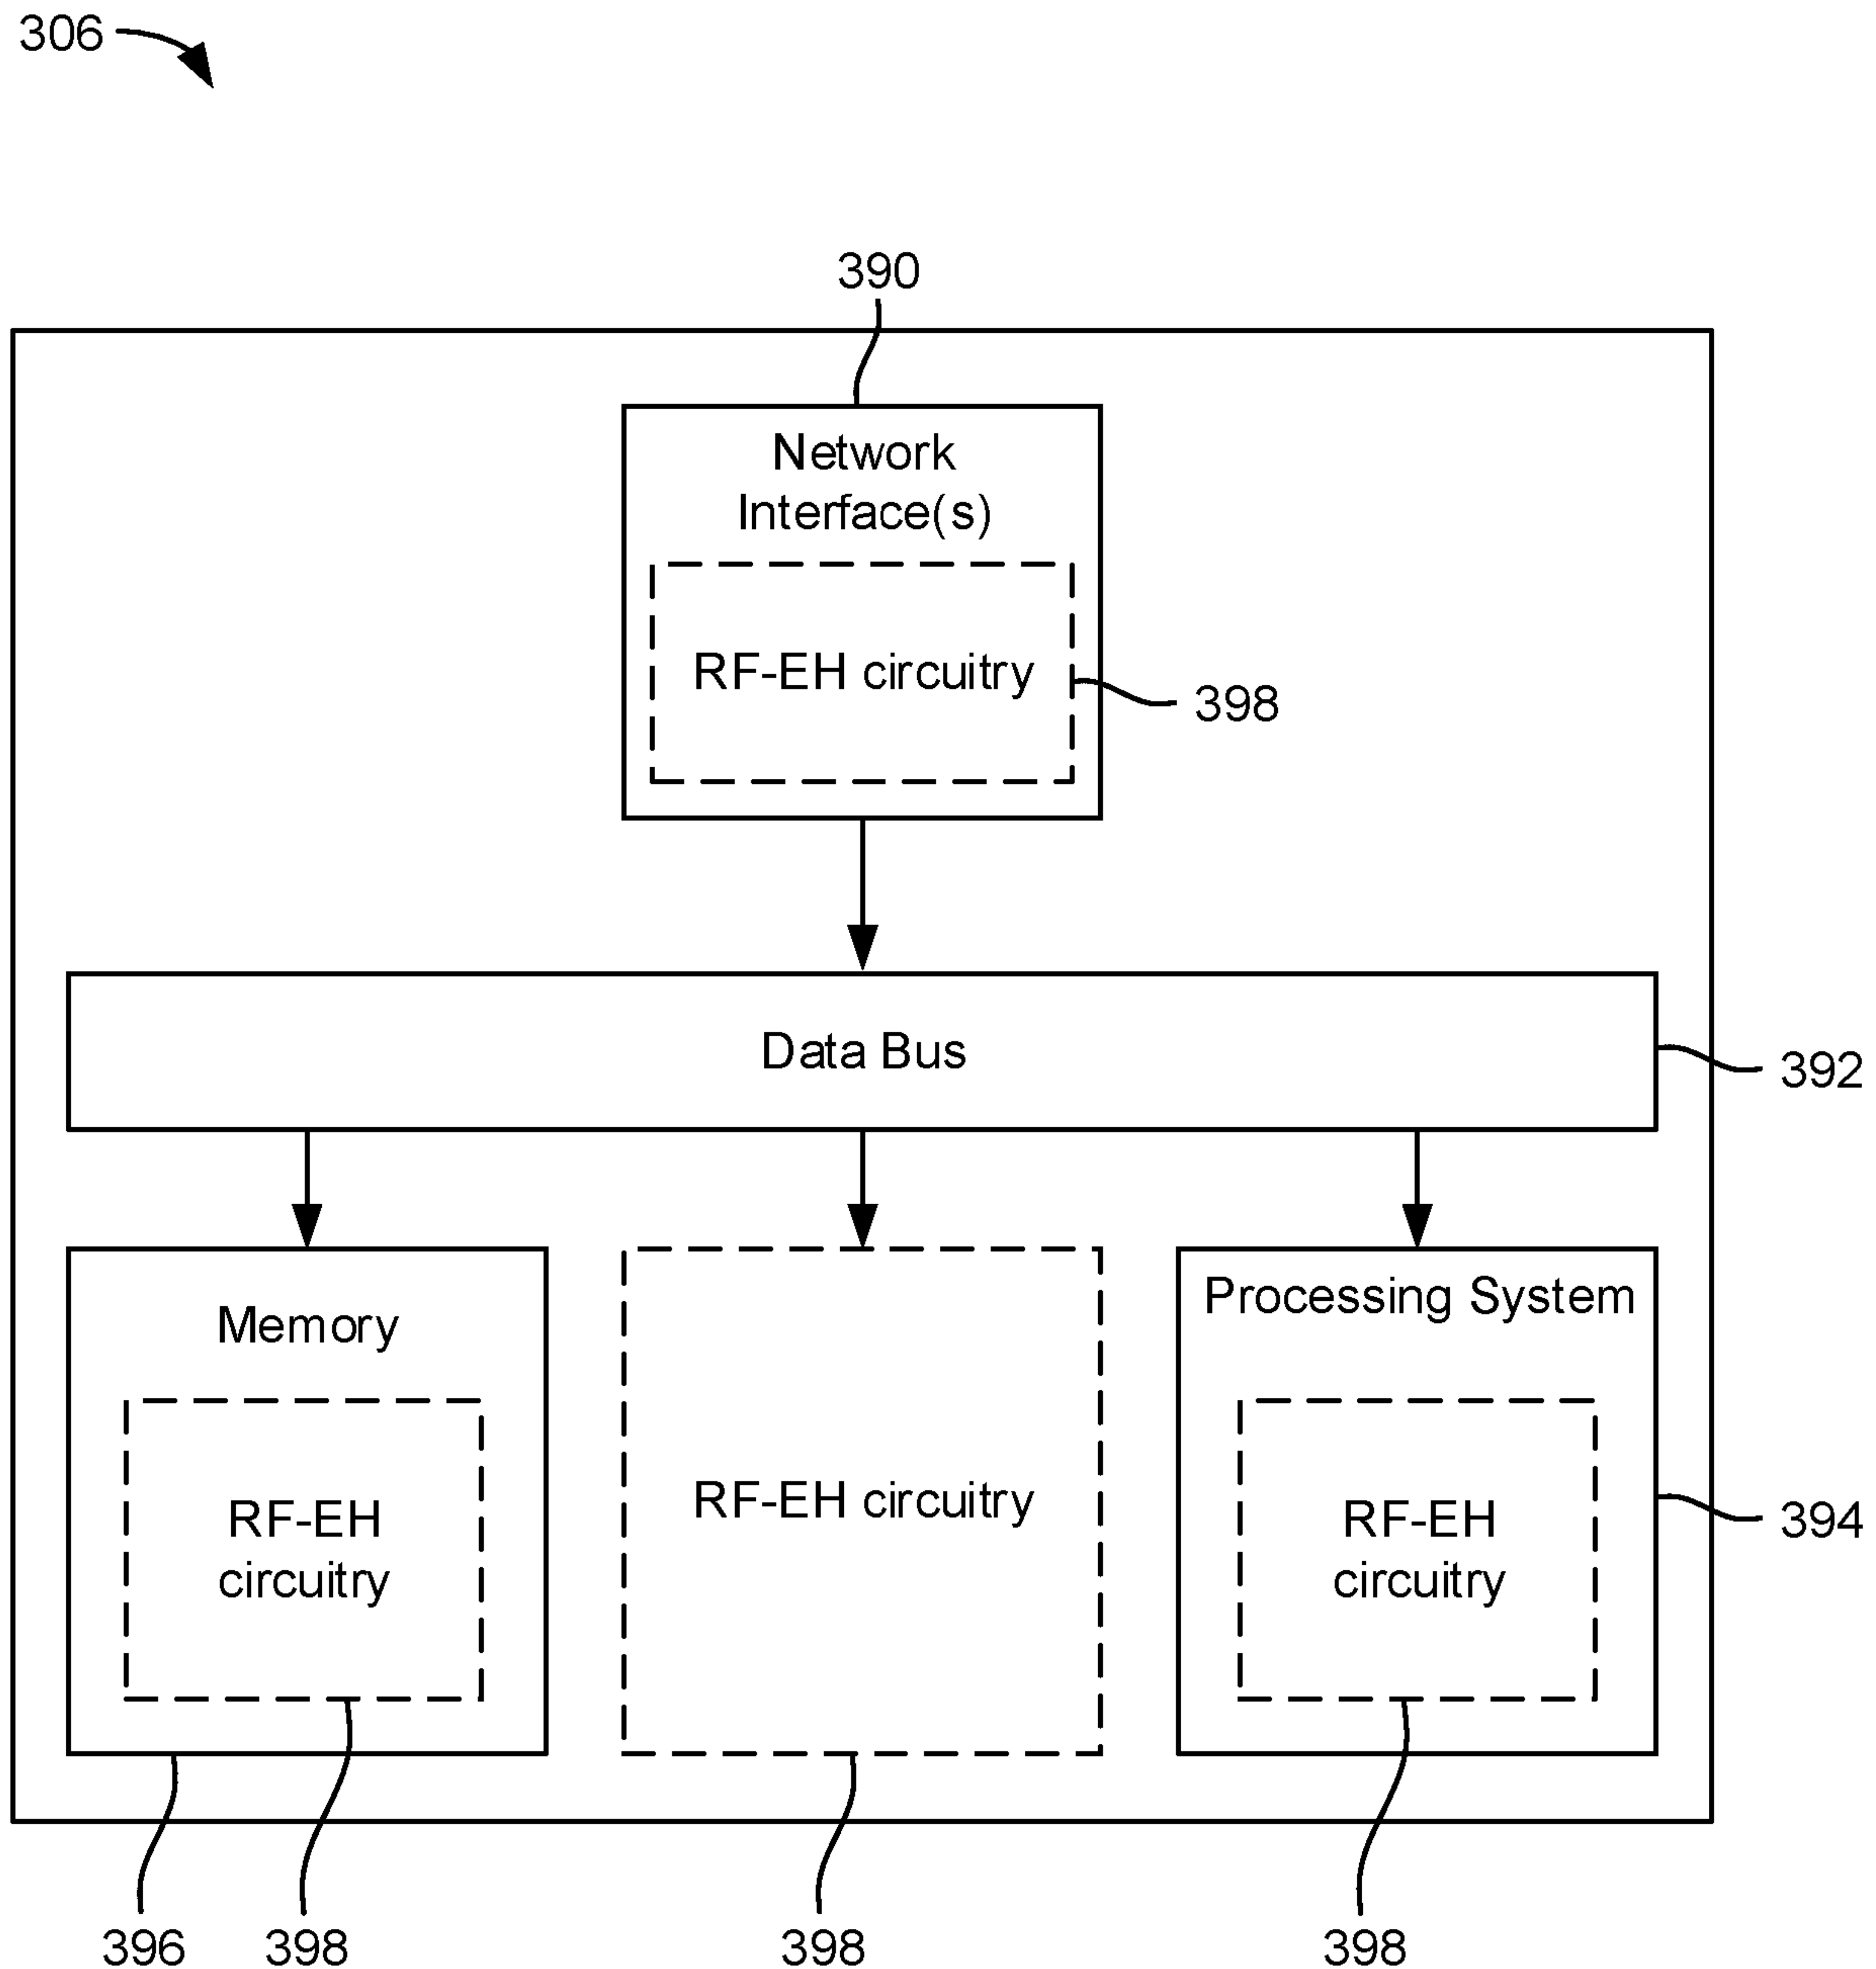 306
390
Network
Interface(s)
RF-EH circuitry
398
Data Bus
392
Memory
RF-EH
circuitry
RF-EH circuitry
Processing System
RF-EH
circuitry
394
396
398
398
398